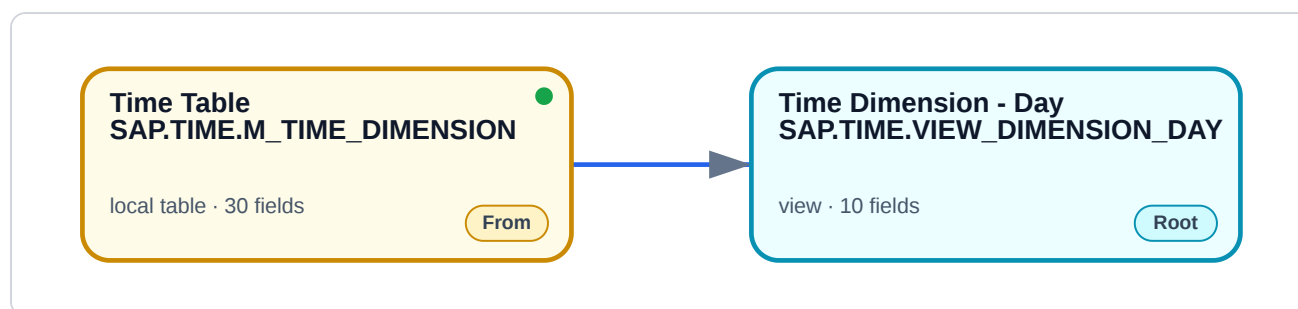 Time Table
SAP.TIME.M_TIME_DIMENSION
local table · 30 fields
From
Time Dimension - Day
SAP.TIME.VIEW_DIMENSION_DAY
view · 10 fields
Root